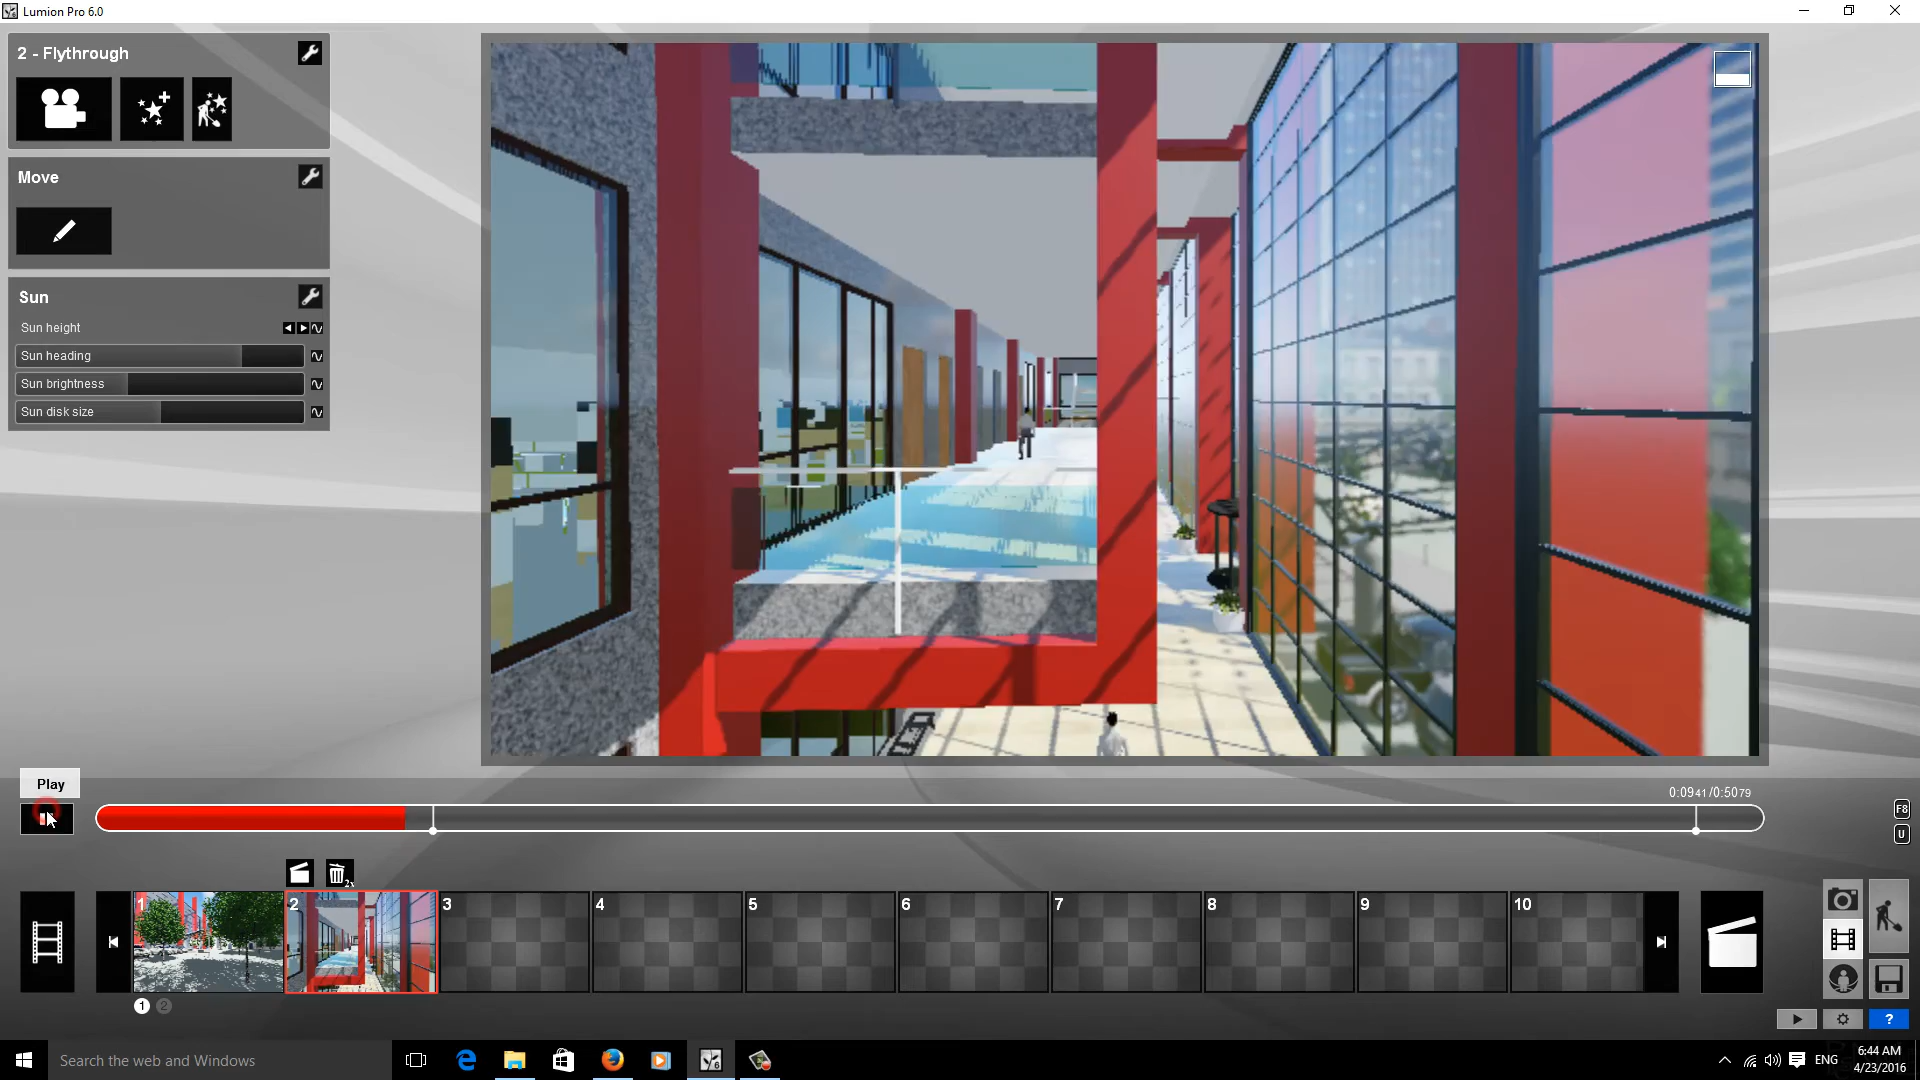 Lumion Pro 6.0
2 - Flythrough
Move
Sun
Sun height
Sun heading
Sun brightness
Sun disk size
Play
0:0941/0:5079
F8
U
2x
1
2
3
4
5
6
7
8
9
10
1
2
?
Search the web and Windows
6
ENG
6:44 AM
4/23/2016